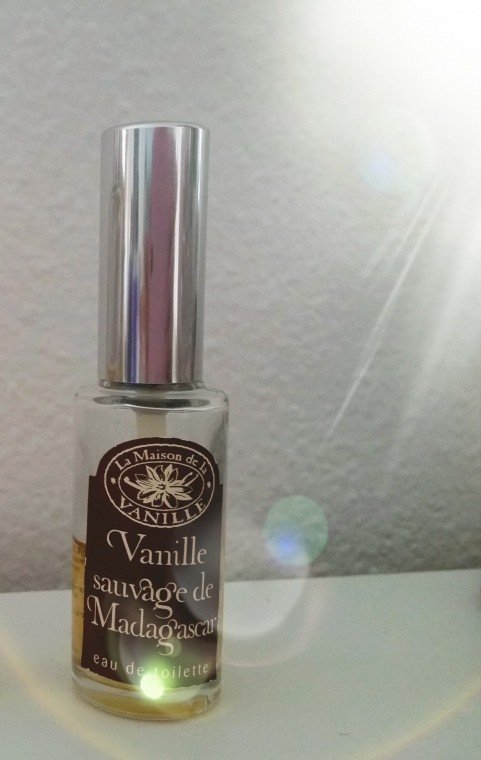 La Maison de la
VANILLE
Vanille
sauvage de
Madagascar
eau de toilette